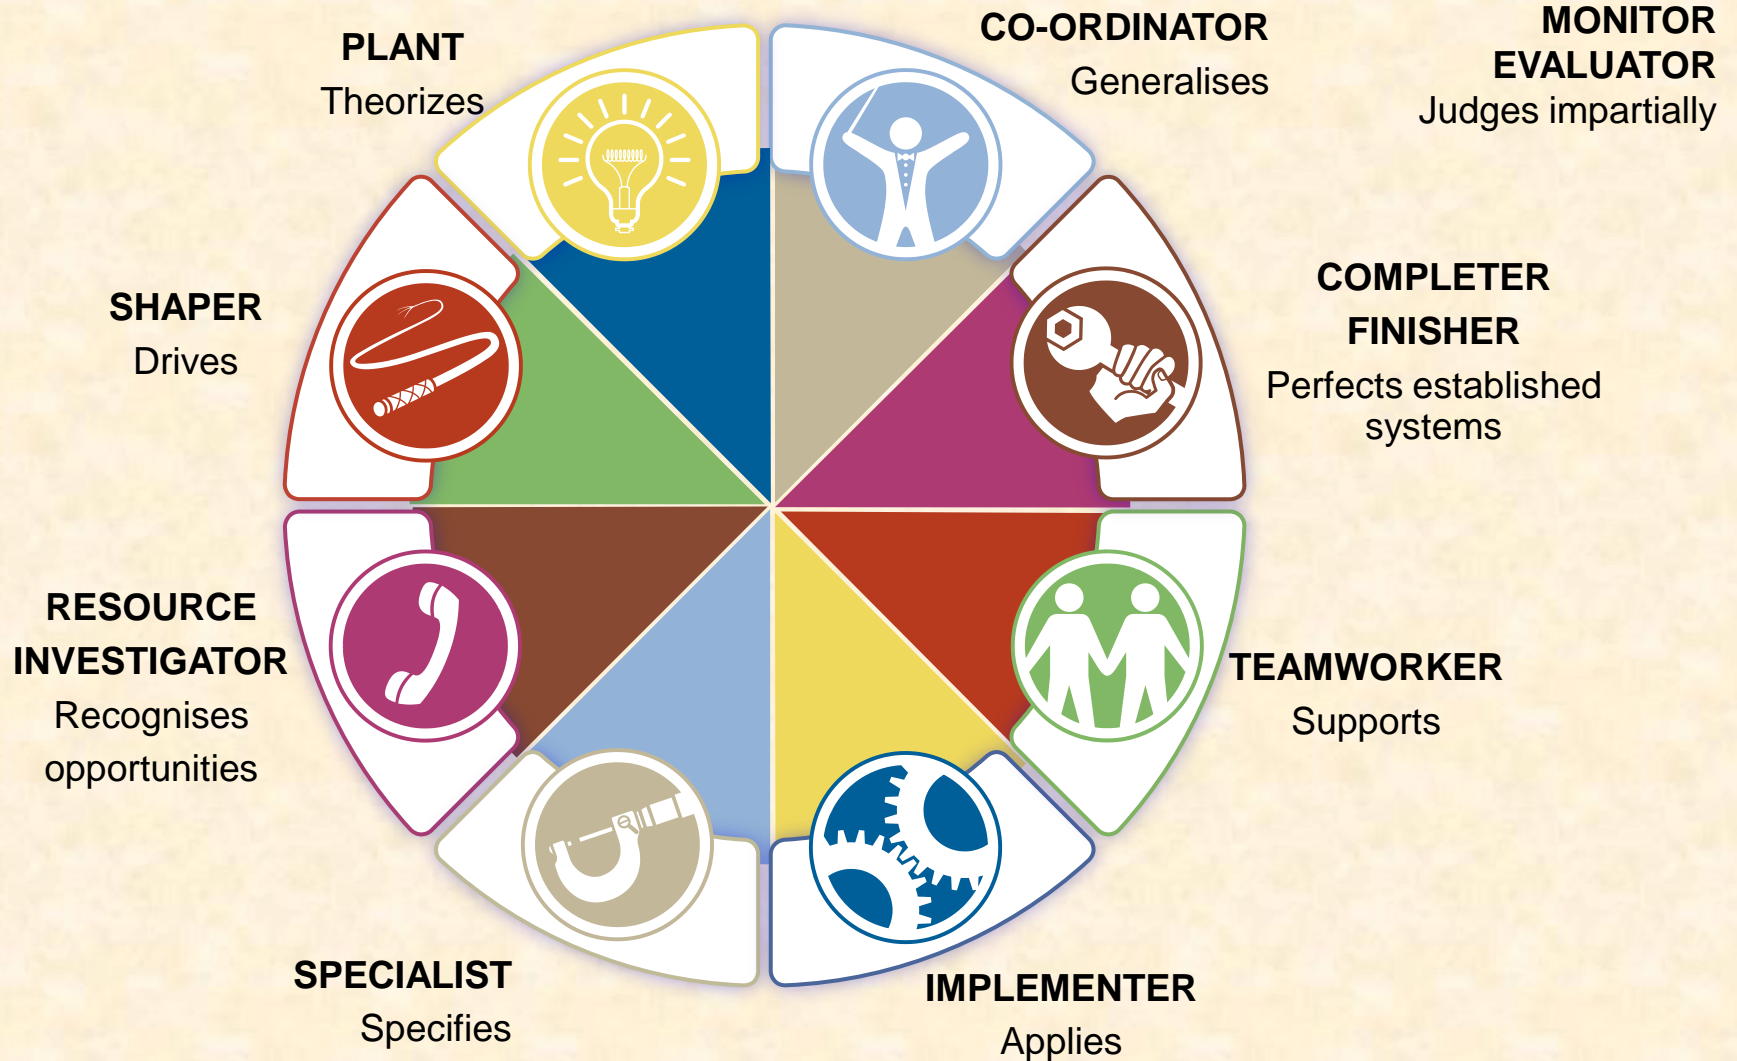 PLANT
Theorizes
CO-ORDINATOR
Generalises
MONITOR
EVALUATOR
Judges impartially
SHAPER
Drives
COMPLETER
FINISHER
Perfects established
systems
RESOURCE
INVESTIGATOR
Recognises
opportunities
TEAMWORKER
Supports
SPECIALIST
Specifies
IMPLEMENTER
Applies